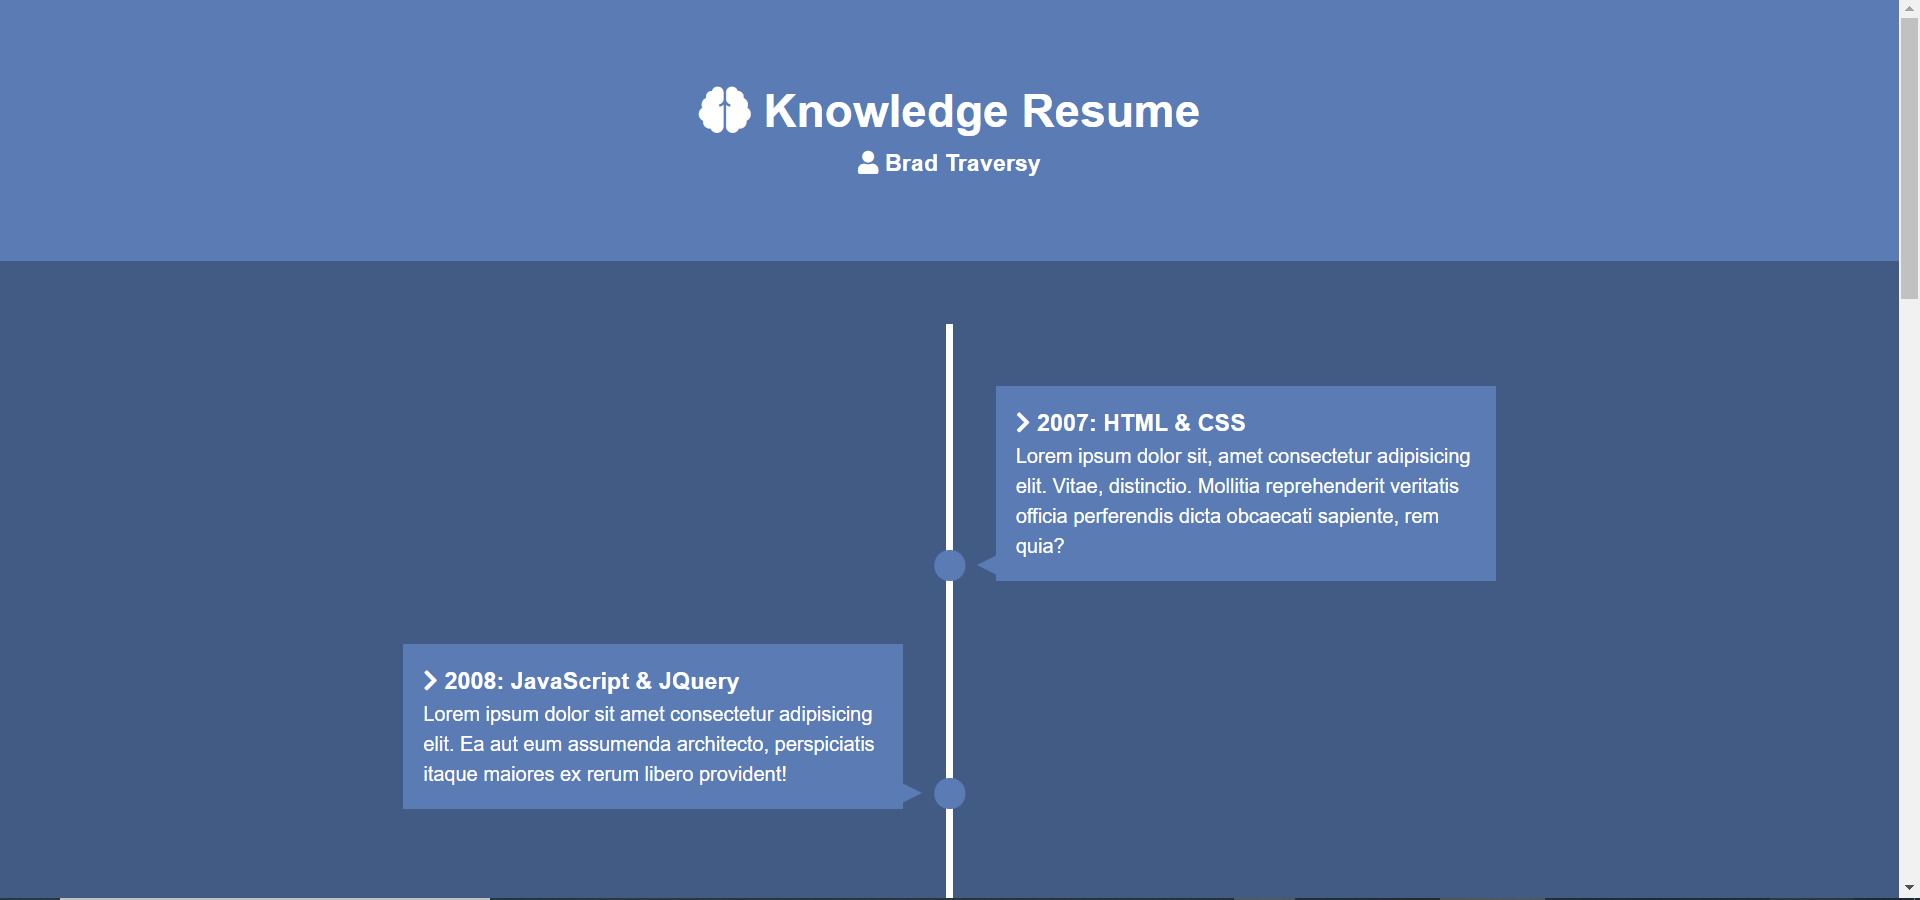 Knowledge Resume
Brad Traversy
2007: HTML & CSS
Lorem ipsum dolor sit, amet consectetur adipisicing
elit. Vitae, distinctio. Mollitia reprehenderit veritatis
officia perferendis dicta obcaecati sapiente, rem
quia?
2008: JavaScript & JQuery
Lorem ipsum dolor sit amet consectetur adipisicing
elit. Ea aut eum assumenda architecto, perspiciatis
itaque maiores ex rerum libero provident!